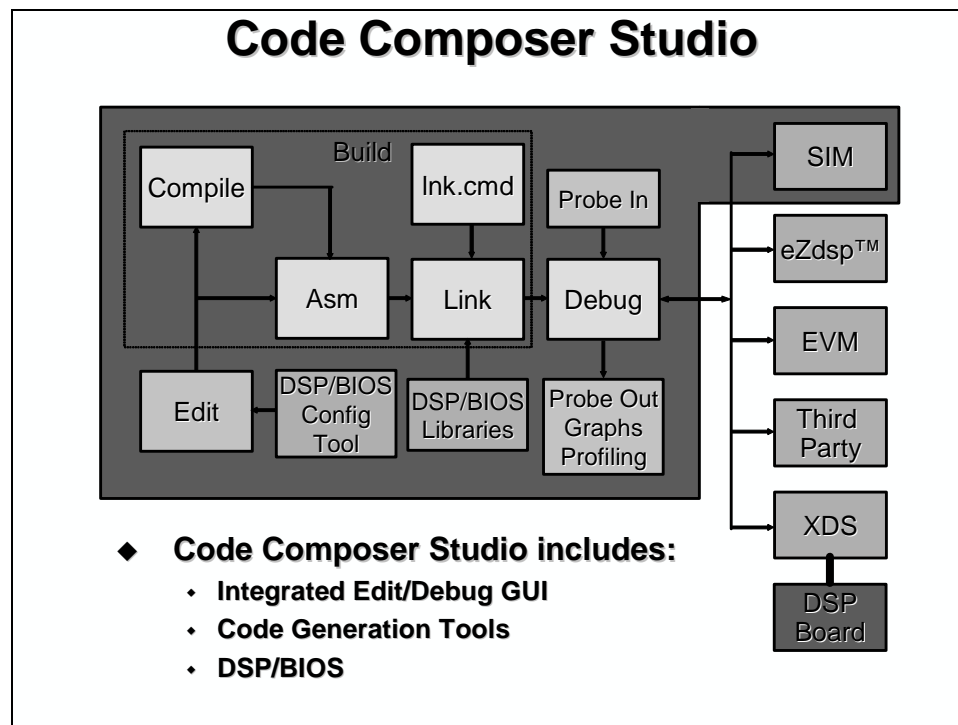 Code Composer Studio
Build
SIM
Compile
lnk.cmd
Probe In
eZdsp™
Asm
Link
Debug
EVM
Edit
DSP/BIOS
Config
Tool
DSP/BIOS
Libraries
Probe Out
Graphs
Profiling
Third
Party
XDS
DSP
Board
◆ Code Composer Studio includes:
◆ Integrated Edit/Debug GUI
◆ Code Generation Tools
◆ DSP/BIOS